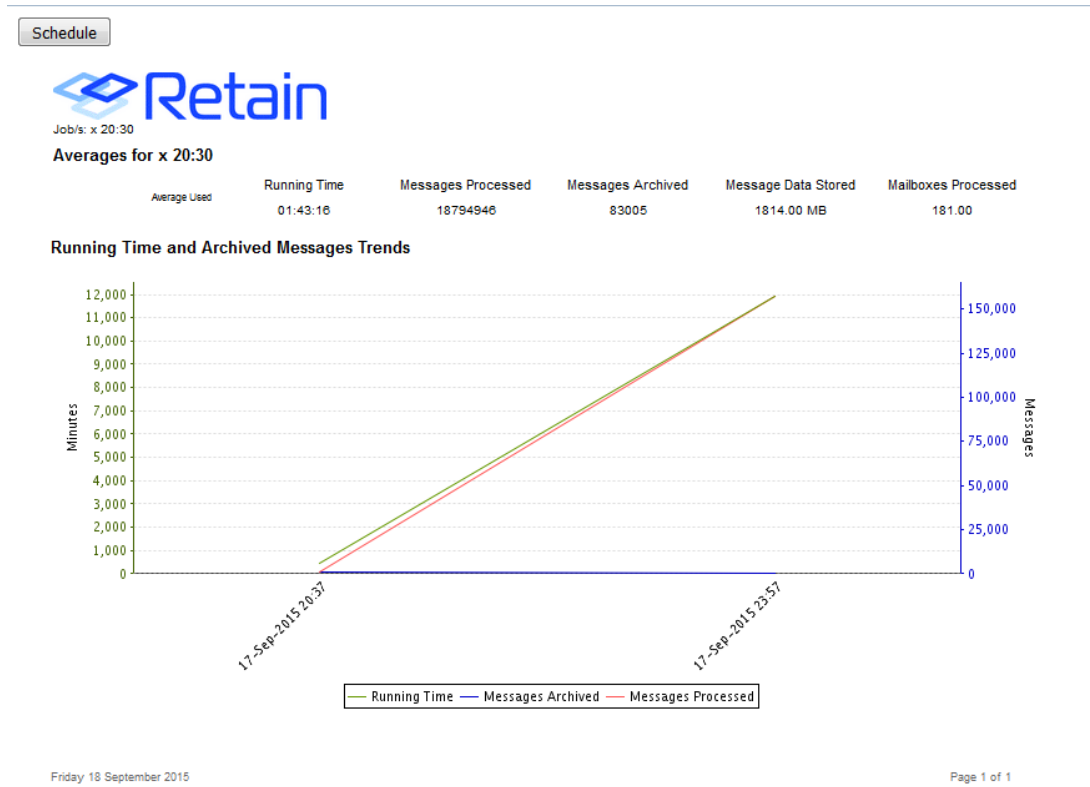 Schedule
Retain
Job/s: x 20:30
Averages for x 20:30
Running Time Messages Processed Messages Archived Message Data Stored Mailboxes Processed
Average Used 01:43:16 18794946 83005 1814.00 MB 181.00
Running Time and Archived Messages Trends
Minutes
12,000
11,000
10,000
9,000
8,000
7,000
6,000
5,000
4,000
3,000
2,000
1,000
0
150,000
125,000
100,000
75,000
50,000
25,000
0
Messages
17-Sep-2015 20:37
17-Sep-2015 23:57
Running Time Messages Archived Messages Processed
Friday 18 September 2015 Page 1 of 1